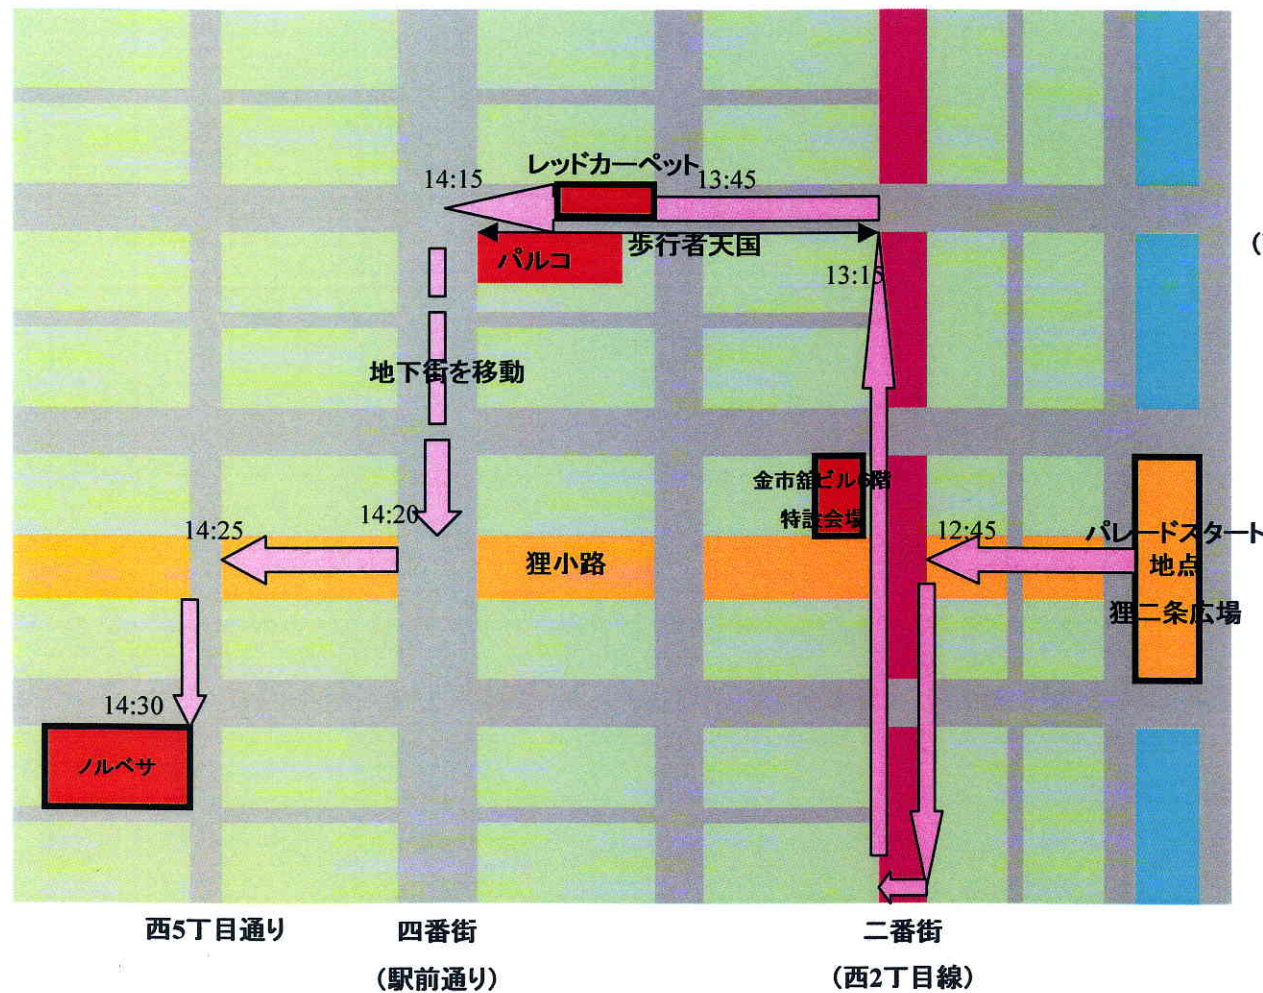 レッドカーペット
14:15
13:45
歩行者天国
パルコ
（
13:15
地下街を移動
金市舘ビル6階
特設会場
14:20
14:25
12:45
パレードスタート
地点
狸小路
狸二条広場
14:30
ノルベサ
西5丁目通り
四番街
二番街
（駅前通り）
（西2丁目線）